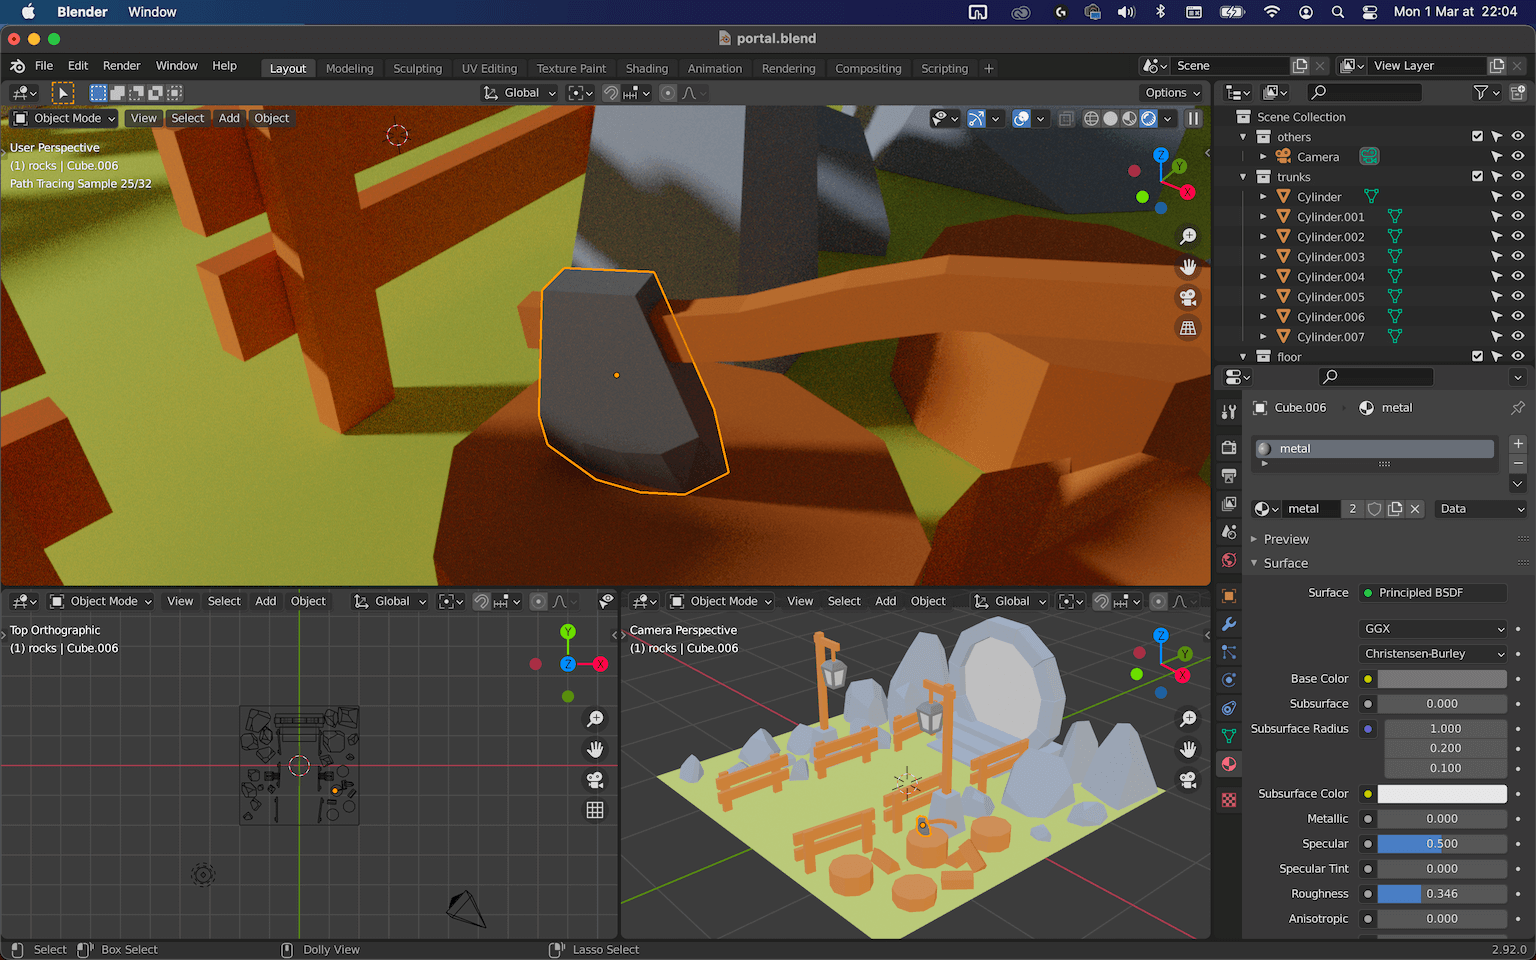 Blender Window Mon 1 Mar at 22:04
portal.blend
File Edit Render Window Help Layout Modeling Sculpting UV Editing Texture Paint Shading Animation Rendering Compositing Scripting + Scene View Layer
Global Options
Object Mode View Select Add Object
User Perspective
(1) rocks | Cube.006
Path Tracing Sample 25/32
Z
Y
X
Scene Collection
others
Camera
trunks
Cylinder
Cylinder.001
Cylinder.002
Cylinder.003
Cylinder.004
Cylinder.005
Cylinder.006
Cylinder.007
floor
Cube.006 metal
metal
metal 2 Data
Preview
Surface
Surface Principled BSDF
GGX
Christensen-Burley
Base Color
Subsurface 0.000
Subsurface Radius 1.000
0.200
0.100
Subsurface Color
Metallic 0.000
Specular 0.500
Specular Tint 0.000
Roughness 0.346
Anisotropic 0.000
Object Mode View Select Add Object Global
Top Orthographic
(1) rocks | Cube.006
Y
Z X
Object Mode View Select Add Object Global
Camera Perspective
(1) rocks | Cube.006
Z
Y
X
Select Box Select Dolly View Lasso Select 2.92.0